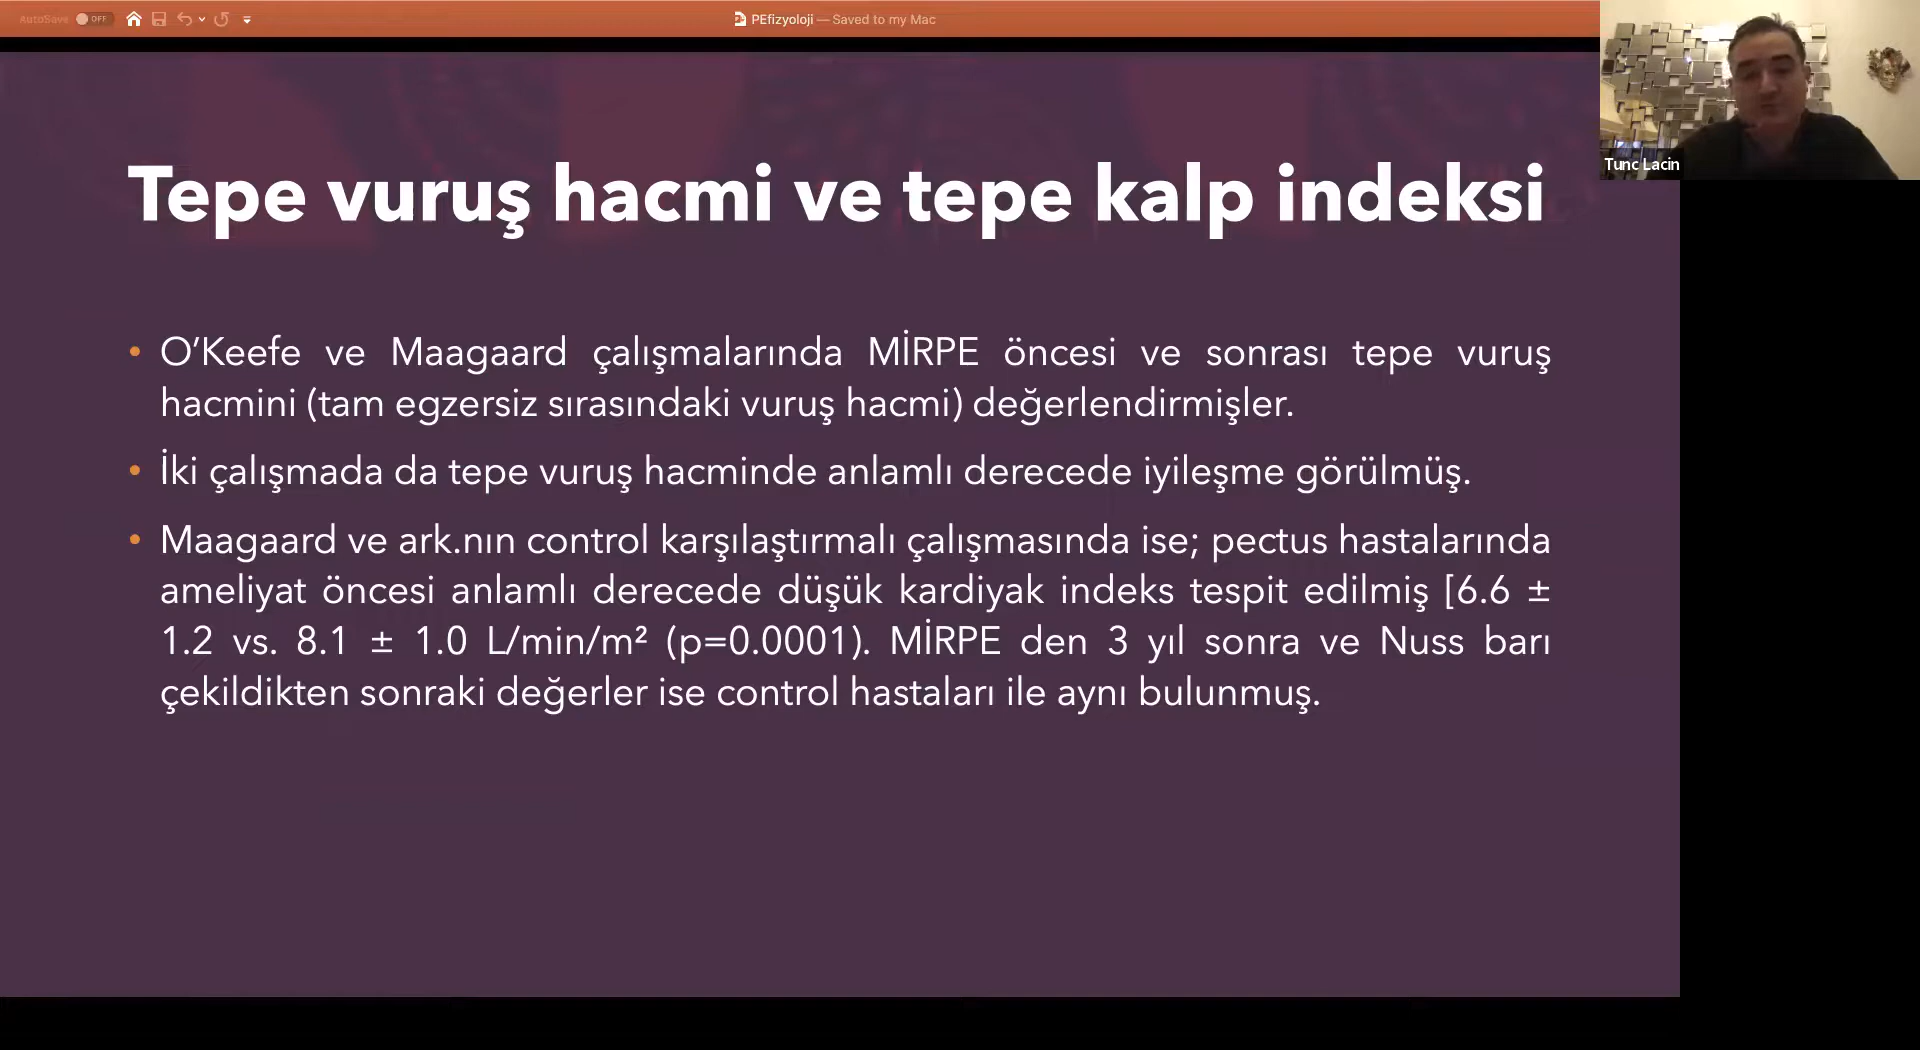 AutoSave OFF
PEfizyoloji — Saved to my Mac
Tunc Lacin
Tepe vuruş hacmi ve tepe kalp indeksi
• O’Keefe ve Maagaard çalışmalarında MİRPE öncesi ve sonrası tepe vuruş
hacmini (tam egzersiz sırasındaki vuruş hacmi) değerlendirmişler.
• İki çalışmada da tepe vuruş hacminde anlamlı derecede iyileşme görülmüş.
• Maagaard ve ark.nın control karşılaştırmalı çalışmasında ise; pectus hastalarında
ameliyat öncesi anlamlı derecede düşük kardiyak indeks tespit edilmiş [6.6 ±
1.2 vs. 8.1 ± 1.0 L/min/m² (p=0.0001). MİRPE den 3 yıl sonra ve Nuss barı
çekildikten sonraki değerler ise control hastaları ile aynı bulunmuş.